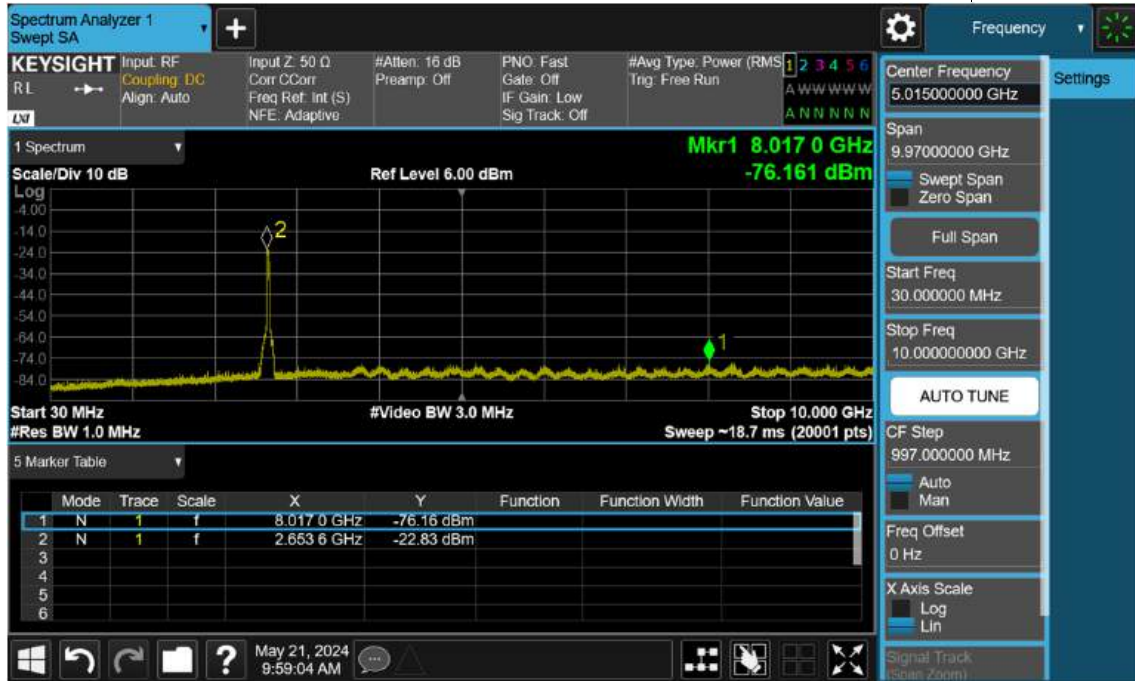 Spectrum Analyzer 1
Swept SA
Frequency
KEYSIGHT
R L
LXI
Input: RF
Coupling: DC
Align: Auto
Input Z: 50 Ω
Corr CCorr
Freq Ref: Int (S)
NFE: Adaptive
#Atten: 16 dB
Preamp: Off
PNO: Fast
Gate: Off
IF Gain: Low
Sig Track: Off
#Avg Type: Power (RMS
Trig: Free Run
1 2 3 4 5 6
A W W W W W
A N N N N N
1 Spectrum
Scale/Div 10 dB
Ref Level 6.00 dBm
Mkr1 8.017 0 GHz
-76.161 dBm
Log
-4.00
-14.0
-24.0
-34.0
-44.0
-54.0
-64.0
-74.0
-84.0
2
1
Start 30 MHz
#Video BW 3.0 MHz
Stop 10.000 GHz
#Res BW 1.0 MHz
Sweep ~18.7 ms (20001 pts)
5 Marker Table
Mode Trace Scale X Y Function Function Width Function Value
1 N 1 f 8.017 0 GHz -76.16 dBm
2 N 1 f 2.653 6 GHz -22.83 dBm
3
4
5
6
May 21, 2024
9:59:04 AM
Center Frequency
5.015000000 GHz
Settings
Span
9.97000000 GHz
Swept Span
Zero Span
Full Span
Start Freq
30.000000 MHz
Stop Freq
10.000000000 GHz
AUTO TUNE
CF Step
997.000000 MHz
Auto
Man
Freq Offset
0 Hz
X Axis Scale
Log
Lin
Signal Track
(Span Zoom)